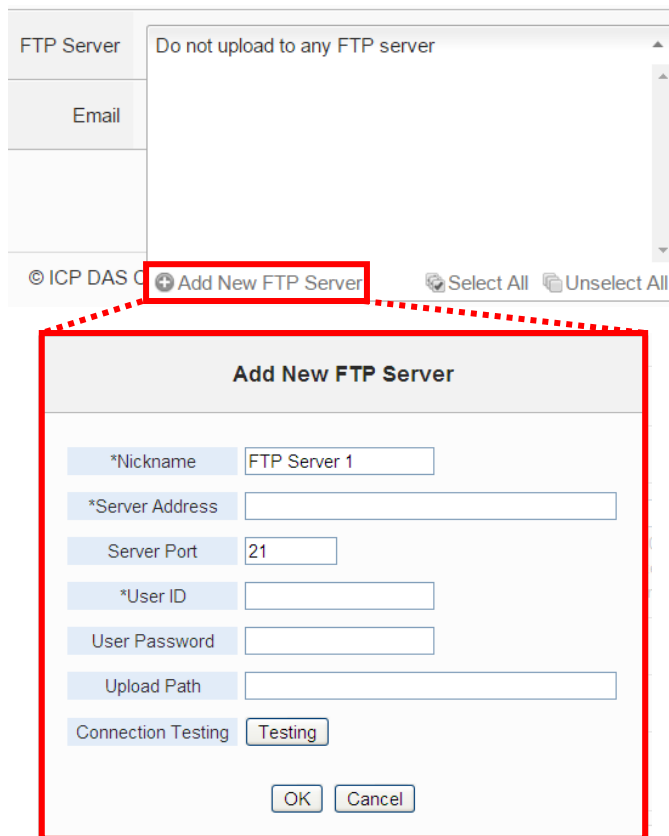 FTP Server Do not upload to any FTP server
Email
© ICP DAS C
Add New FTP Server Select All Unselect All
Add New FTP Server
*Nickname FTP Server 1
*Server Address
Server Port 21
*User ID
User Password
Upload Path
Connection Testing Testing
OK Cancel